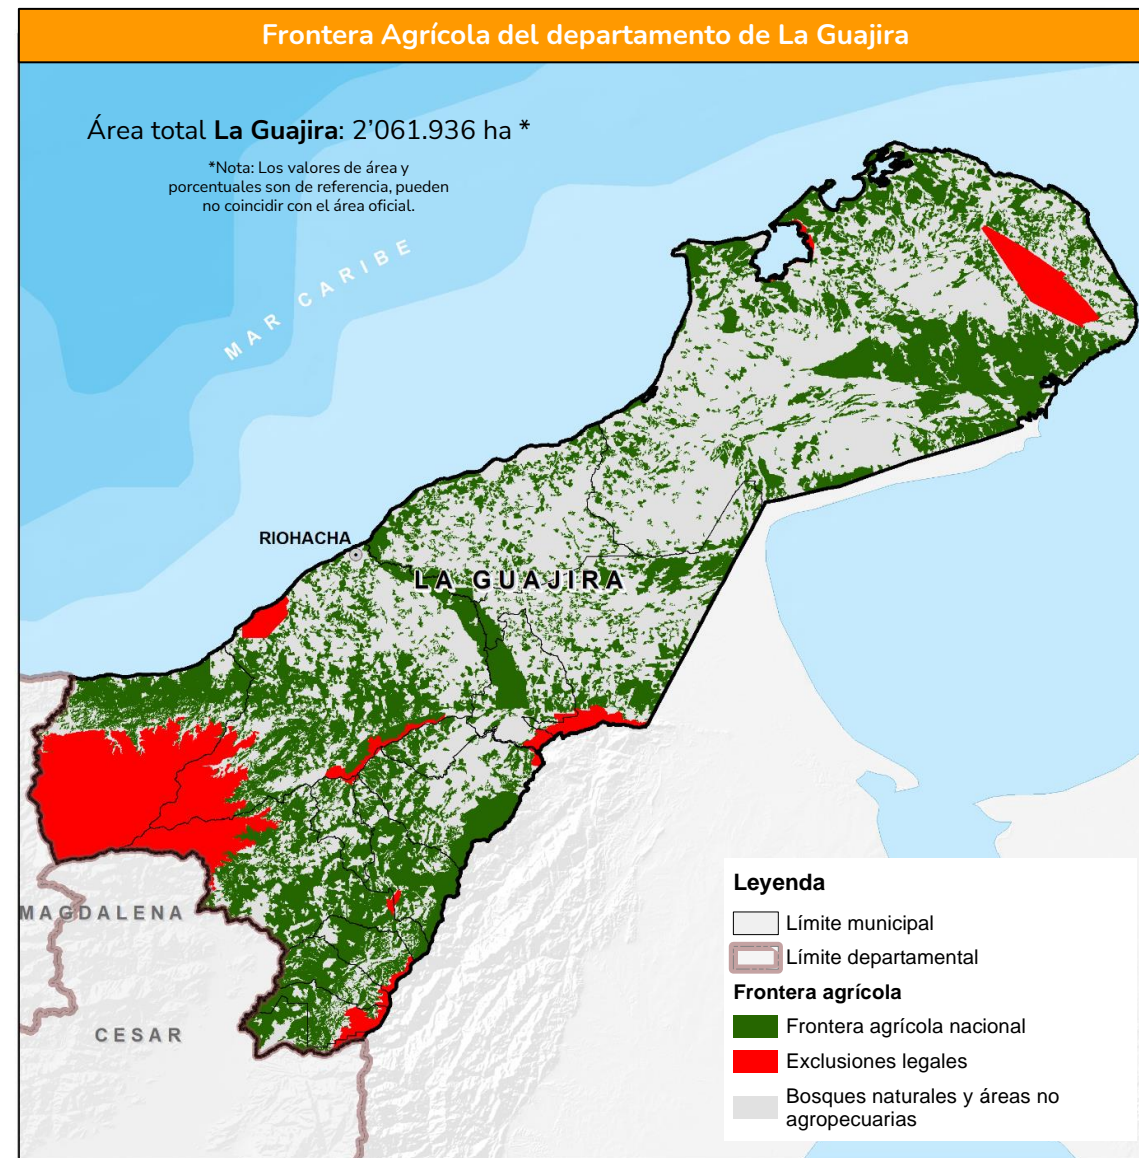 Frontera Agrícola del departamento de La Guajira
Área total La Guajira: 2’061.936 ha *
*Nota: Los valores de área y
porcentuales son de referencia, pueden
no coincidir con el área oficial.
MAR CARIBE
RIOHACHA
LA GUAJIRA
MAGDALENA
CESAR
Leyenda
Límite municipal
Límite departamental
Frontera agrícola
Frontera agrícola nacional
Exclusiones legales
Bosques naturales y áreas no
agropecuarias